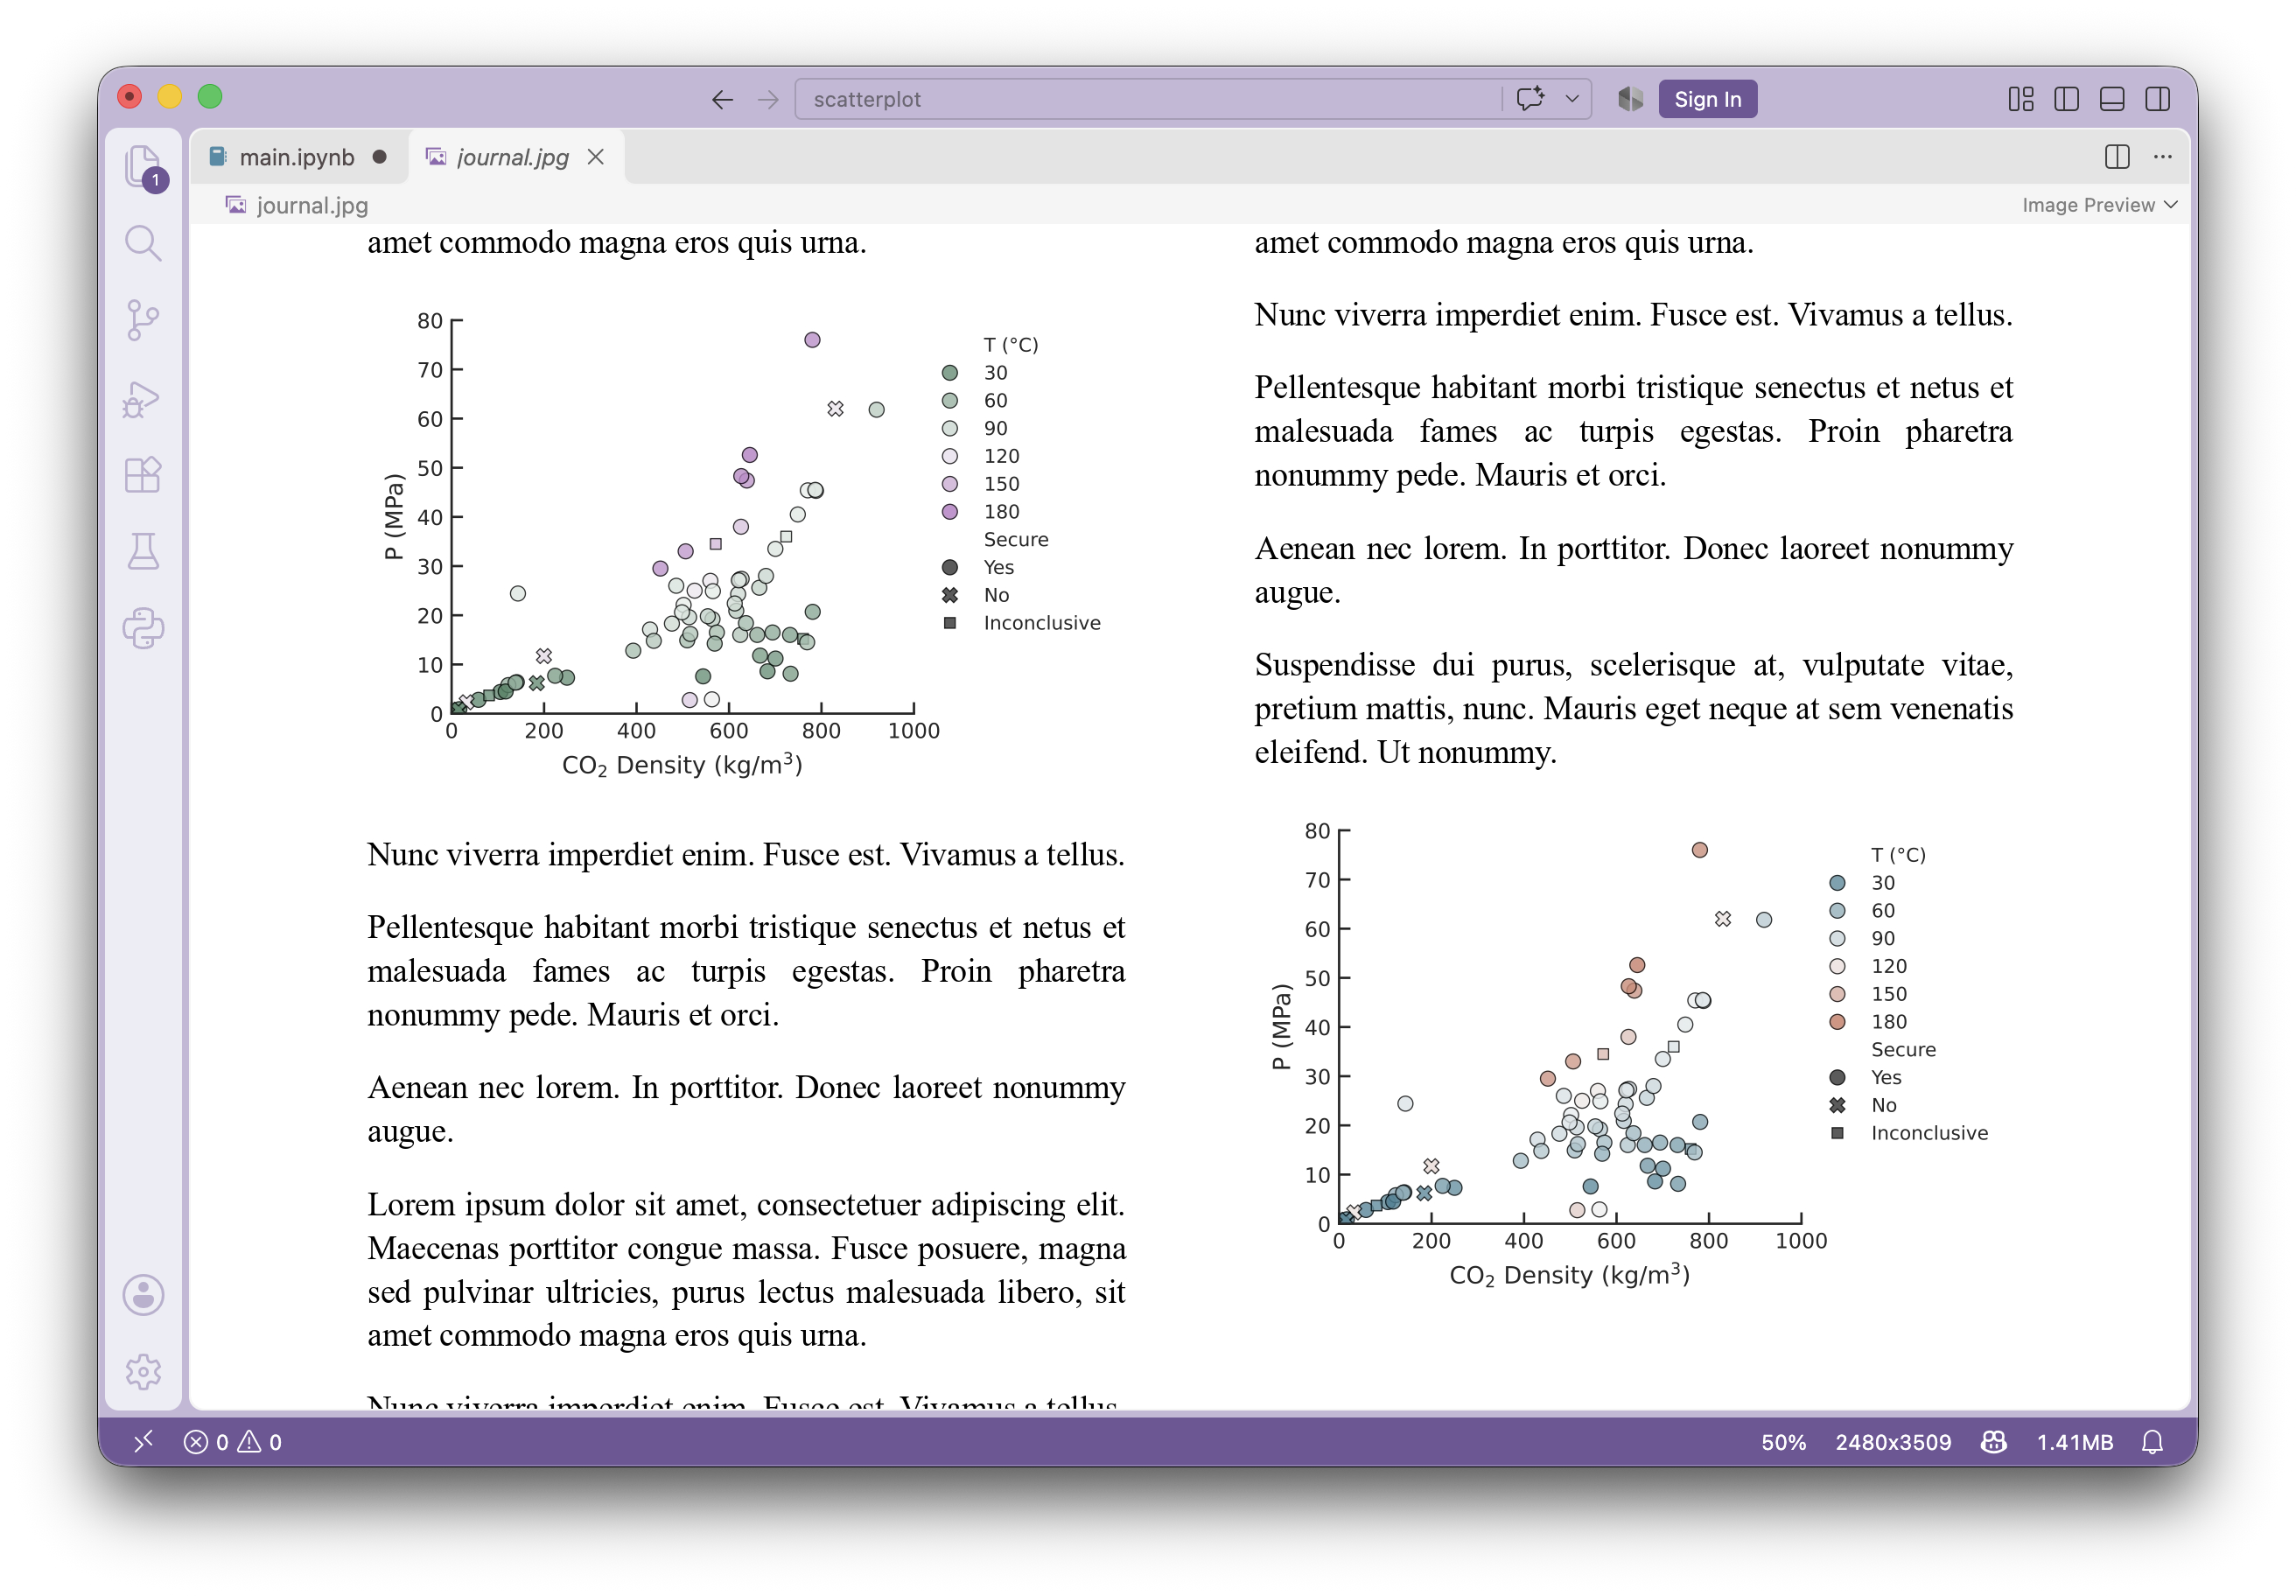 scatterplot
Sign In
main.ipynb
journal.jpg
1
journal.jpg
Image Preview
amet commodo magna eros quis urna.
80
70
60
50
40
30
20
10
0
P (MPa)
0 200 400 600 800 1000
CO₂ Density (kg/m³)
T (°C)
30
60
90
120
150
180
Secure
Yes
No
Inconclusive
Nunc viverra imperdiet enim. Fusce est. Vivamus a tellus.
Pellentesque habitant morbi tristique senectus et netus et
malesuada fames ac turpis egestas. Proin pharetra
nonummy pede. Mauris et orci.
Aenean nec lorem. In porttitor. Donec laoreet nonummy
augue.
Lorem ipsum dolor sit amet, consectetuer adipiscing elit.
Maecenas porttitor congue massa. Fusce posuere, magna
sed pulvinar ultricies, purus lectus malesuada libero, sit
amet commodo magna eros quis urna.
Nunc viverra imperdiet enim. Fusce est. Vivamus a tellus.
amet commodo magna eros quis urna.
Nunc viverra imperdiet enim. Fusce est. Vivamus a tellus.
Pellentesque habitant morbi tristique senectus et netus et
malesuada fames ac turpis egestas. Proin pharetra
nonummy pede. Mauris et orci.
Aenean nec lorem. In porttitor. Donec laoreet nonummy
augue.
Suspendisse dui purus, scelerisque at, vulputate vitae,
pretium mattis, nunc. Mauris eget neque at sem venenatis
eleifend. Ut nonummy.
80
70
60
50
40
30
20
10
0
P (MPa)
0 200 400 600 800 1000
CO₂ Density (kg/m³)
T (°C)
30
60
90
120
150
180
Secure
Yes
No
Inconclusive
0 0
50% 2480x3509 1.41MB